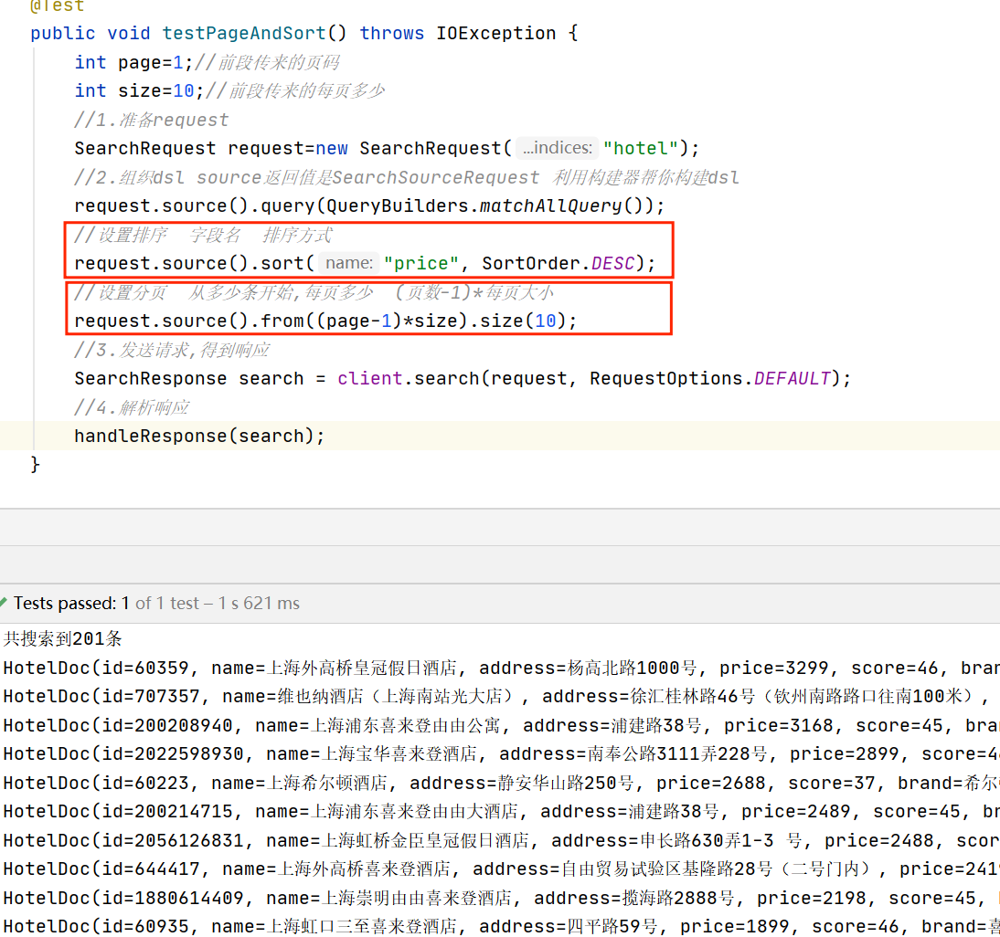 @Test
public void testPageAndSort() throws IOException {
int page=1;//前段传来的页码
int size=10;//前段传来的每页多少
//1.准备request
SearchRequest request=new SearchRequest( ...indices: "hotel");
//2.组织dsl source返回值是SearchSourceRequest 利用构建器帮你构建dsl
request.source().query(QueryBuilders.matchAllQuery());
//设置排序 字段名 排序方式
request.source().sort( name: "price", SortOrder.DESC);
//设置分页 从多少条开始,每页多少 (页数-1)*每页大小
request.source().from((page-1)*size).size(10);
//3.发送请求,得到响应
SearchResponse search = client.search(request, RequestOptions.DEFAULT);
//4.解析响应
handleResponse(search);
}
Tests passed: 1 of 1 test – 1 s 621 ms
共搜索到201条
HotelDoc(id=60359, name=上海外高桥皇冠假日酒店, address=杨高北路1000号, price=3299, score=46, bran
HotelDoc(id=707357, name=维也纳酒店（上海南站光大店）, address=徐汇桂林路46号（钦州南路路口往南100米）,
HotelDoc(id=200208940, name=上海浦东喜来登由由公寓, address=浦建路38号, price=3168, score=45, bra
HotelDoc(id=2022598930, name=上海宝华喜来登酒店, address=南奉公路3111弄228号, price=2899, score=4
HotelDoc(id=60223, name=上海希尔顿酒店, address=静安华山路250号, price=2688, score=37, brand=希尔
HotelDoc(id=200214715, name=上海浦东喜来登由由大酒店, address=浦建路38号, price=2489, score=45, b
HotelDoc(id=2056126831, name=上海虹桥金臣皇冠假日酒店, address=申长路630弄1-3 号, price=2488, scor
HotelDoc(id=644417, name=上海外高桥喜来登酒店, address=自由贸易试验区基隆路28号（二号门内）, price=241
HotelDoc(id=1880614409, name=上海崇明由由喜来登酒店, address=揽海路2888号, price=2198, score=45,
HotelDoc(id=60935, name=上海虹口三至喜来登酒店, address=四平路59号, price=1899, score=46, brand=喜